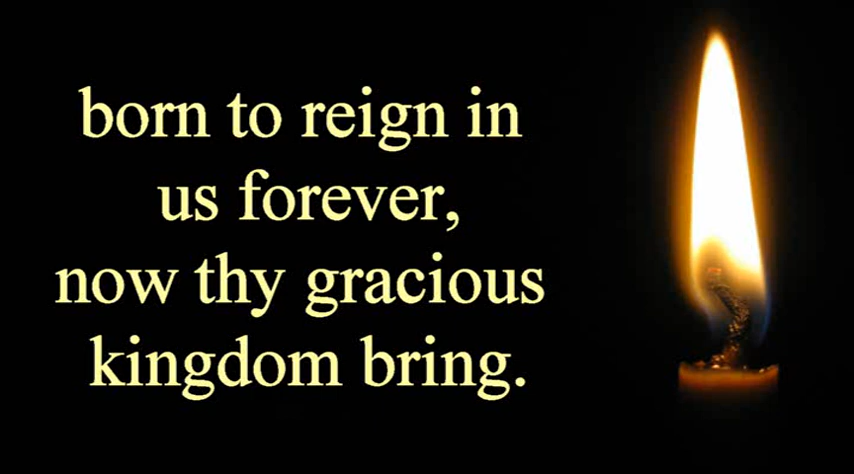 born to reign in
us forever,
now thy gracious
kingdom bring.